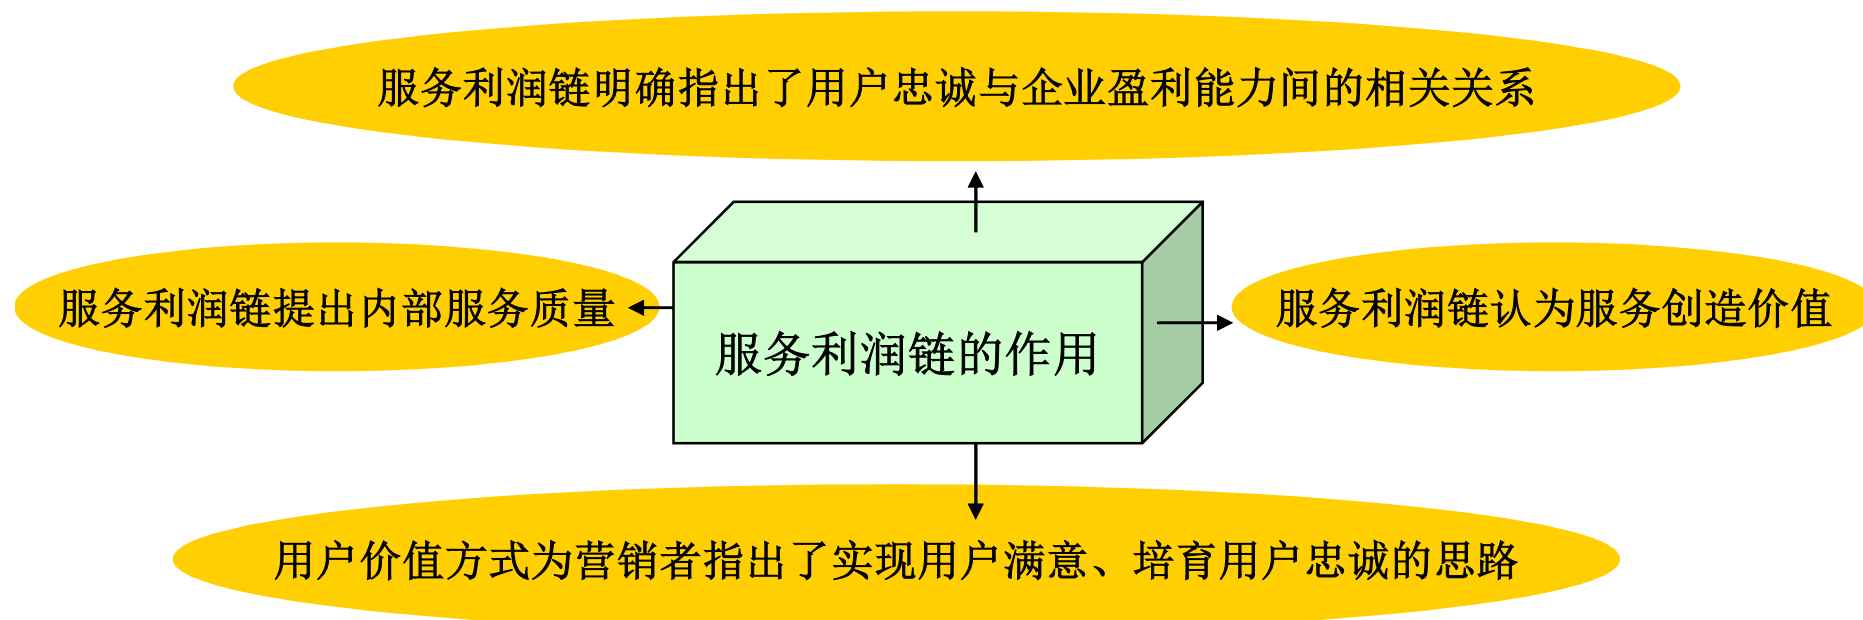 服务利润链明确指出了用户忠诚与企业盈利能力间的相关关系
服务利润链提出内部服务质量
服务利润链的作用
服务利润链认为服务创造价值
用户价值方式为营销者指出了实现用户满意、培育用户忠诚的思路